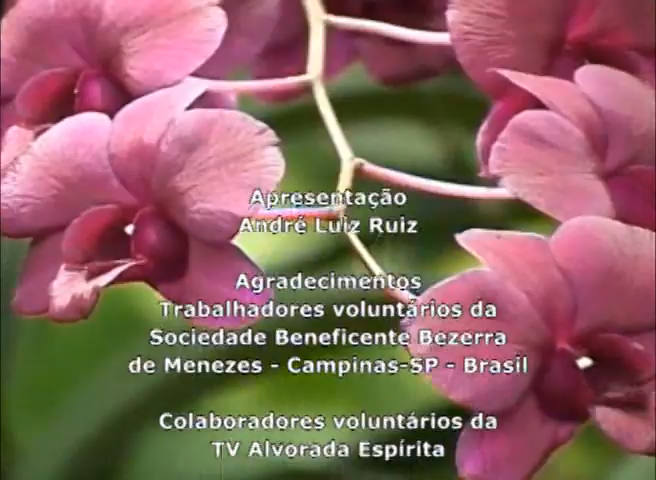 Apresentação
André Luiz Ruiz
Agradecimentos
Trabalhadores voluntários da
Sociedade Beneficente Bezerra
de Menezes - Campinas-SP - Brasil
Colaboradores voluntários da
TV Alvorada Espírita